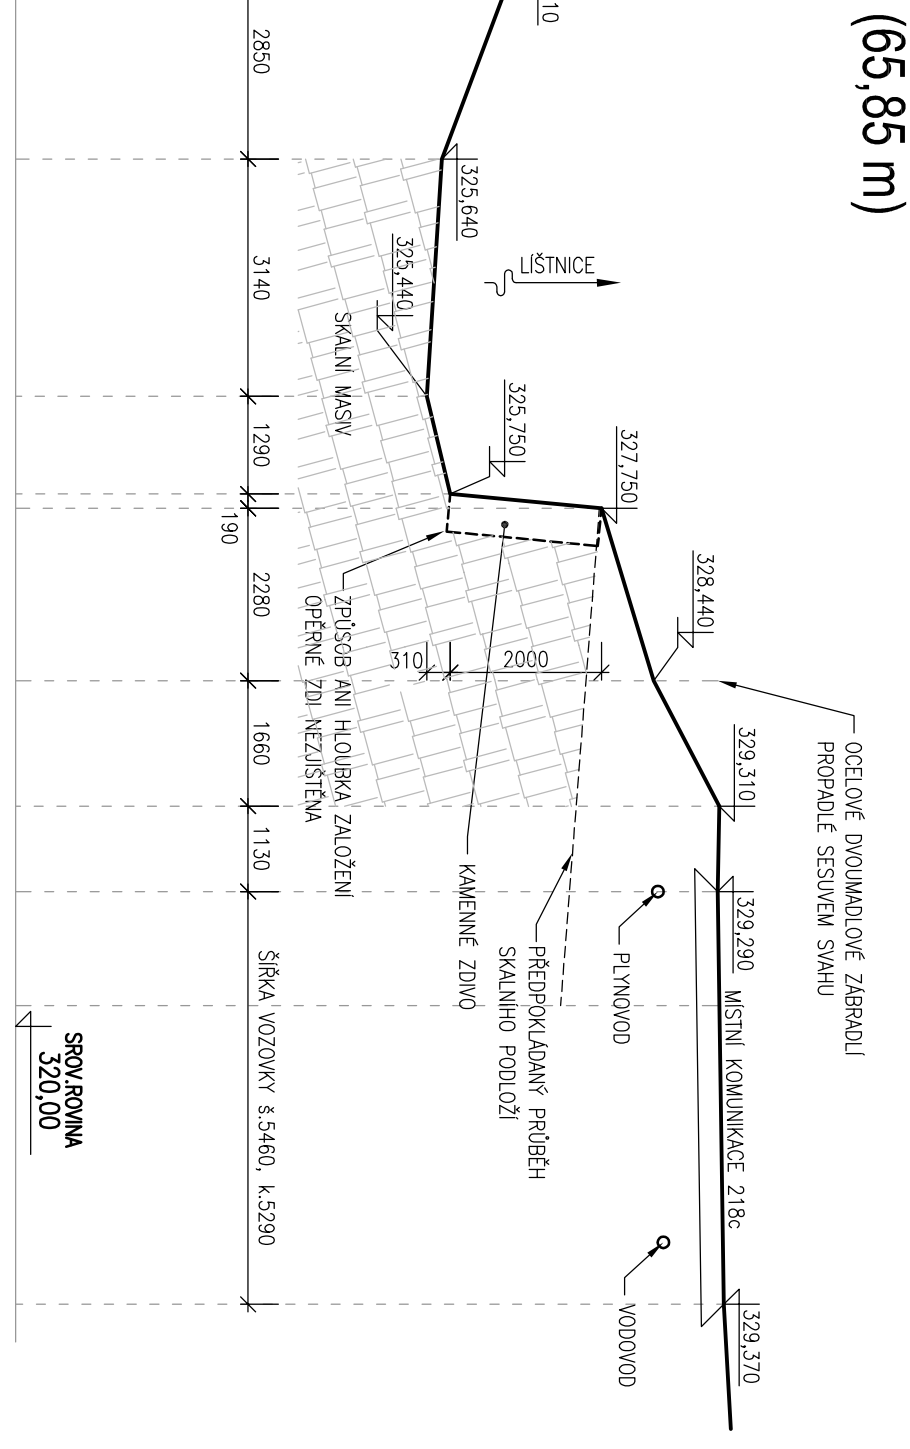 (65,85 m)
10
2850
325,640
LÍŠTNICE
3140
325,440
SKALNÍ MASIV
1290
325,750
327,750
190
2280
328,440
310
2000
ZPŮSOB ANI HLOUBKA ZALOŽENÍ
OPĚRNÉ ZDI NEZJIŠTĚNA
1660
329,310
OCELOVÉ DVOUMADLOVÉ ZÁBRADLÍ
PROPADLÉ SESUVEM SVAHU
1130
329,290
KAMENNÉ ZDIVO
PLYNOVOD
PŘEDPOKLÁDANÝ PRŮBĚH
SKALNÍHO PODLOŽÍ
MÍSTNÍ KOMUNIKACE 218c
ŠÍŘKA VOZOVKY š.5460, k.5290
SROV.ROVINA
320,00
VODOVOD
329,370